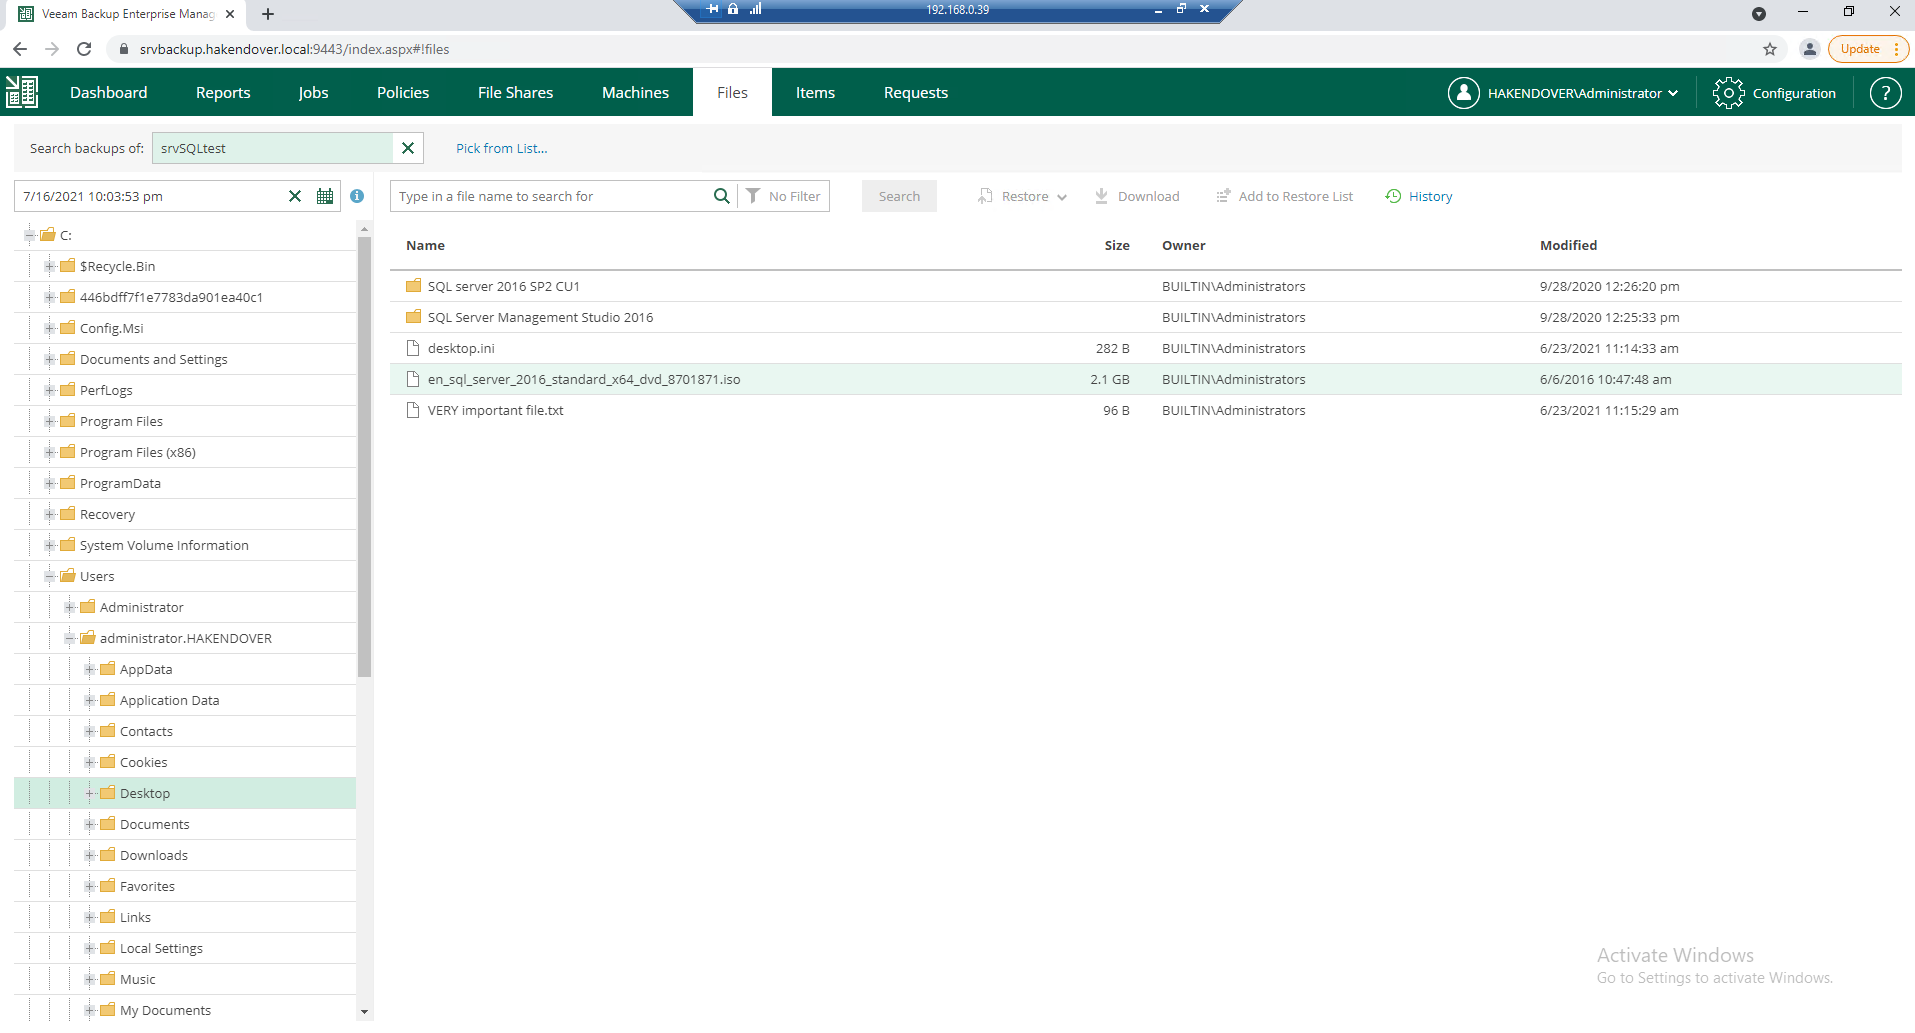 Veeam Backup Enterprise Manag
192.168.0.39
srvbackup.hakendover.local:9443/index.aspx#!files
Update
Dashboard Reports Jobs Policies File Shares Machines Files Items Requests HAKENDOVER\Administrator Configuration ?
Search backups of: srvSQLtest Pick from List...
7/16/2021 10:03:53 pm
Type in a file name to search for No Filter Search Restore Download Add to Restore List History
Name Size Owner Modified
SQL server 2016 SP2 CU1 BUILTIN\Administrators 9/28/2020 12:26:20 pm
SQL Server Management Studio 2016 BUILTIN\Administrators 9/28/2020 12:25:33 pm
desktop.ini 282 B BUILTIN\Administrators 6/23/2021 11:14:33 am
en_sql_server_2016_standard_x64_dvd_8701871.iso 2.1 GB BUILTIN\Administrators 6/6/2016 10:47:48 am
VERY important file.txt 96 B BUILTIN\Administrators 6/23/2021 11:15:29 am
C:
$Recycle.Bin
446bdff7f1e7783da901ea40c1
Config.Msi
Documents and Settings
PerfLogs
Program Files
Program Files (x86)
ProgramData
Recovery
System Volume Information
Users
Administrator
administrator.HAKENDOVER
AppData
Application Data
Contacts
Cookies
Desktop
Documents
Downloads
Favorites
Links
Local Settings
Music
My Documents
Activate Windows
Go to Settings to activate Windows.